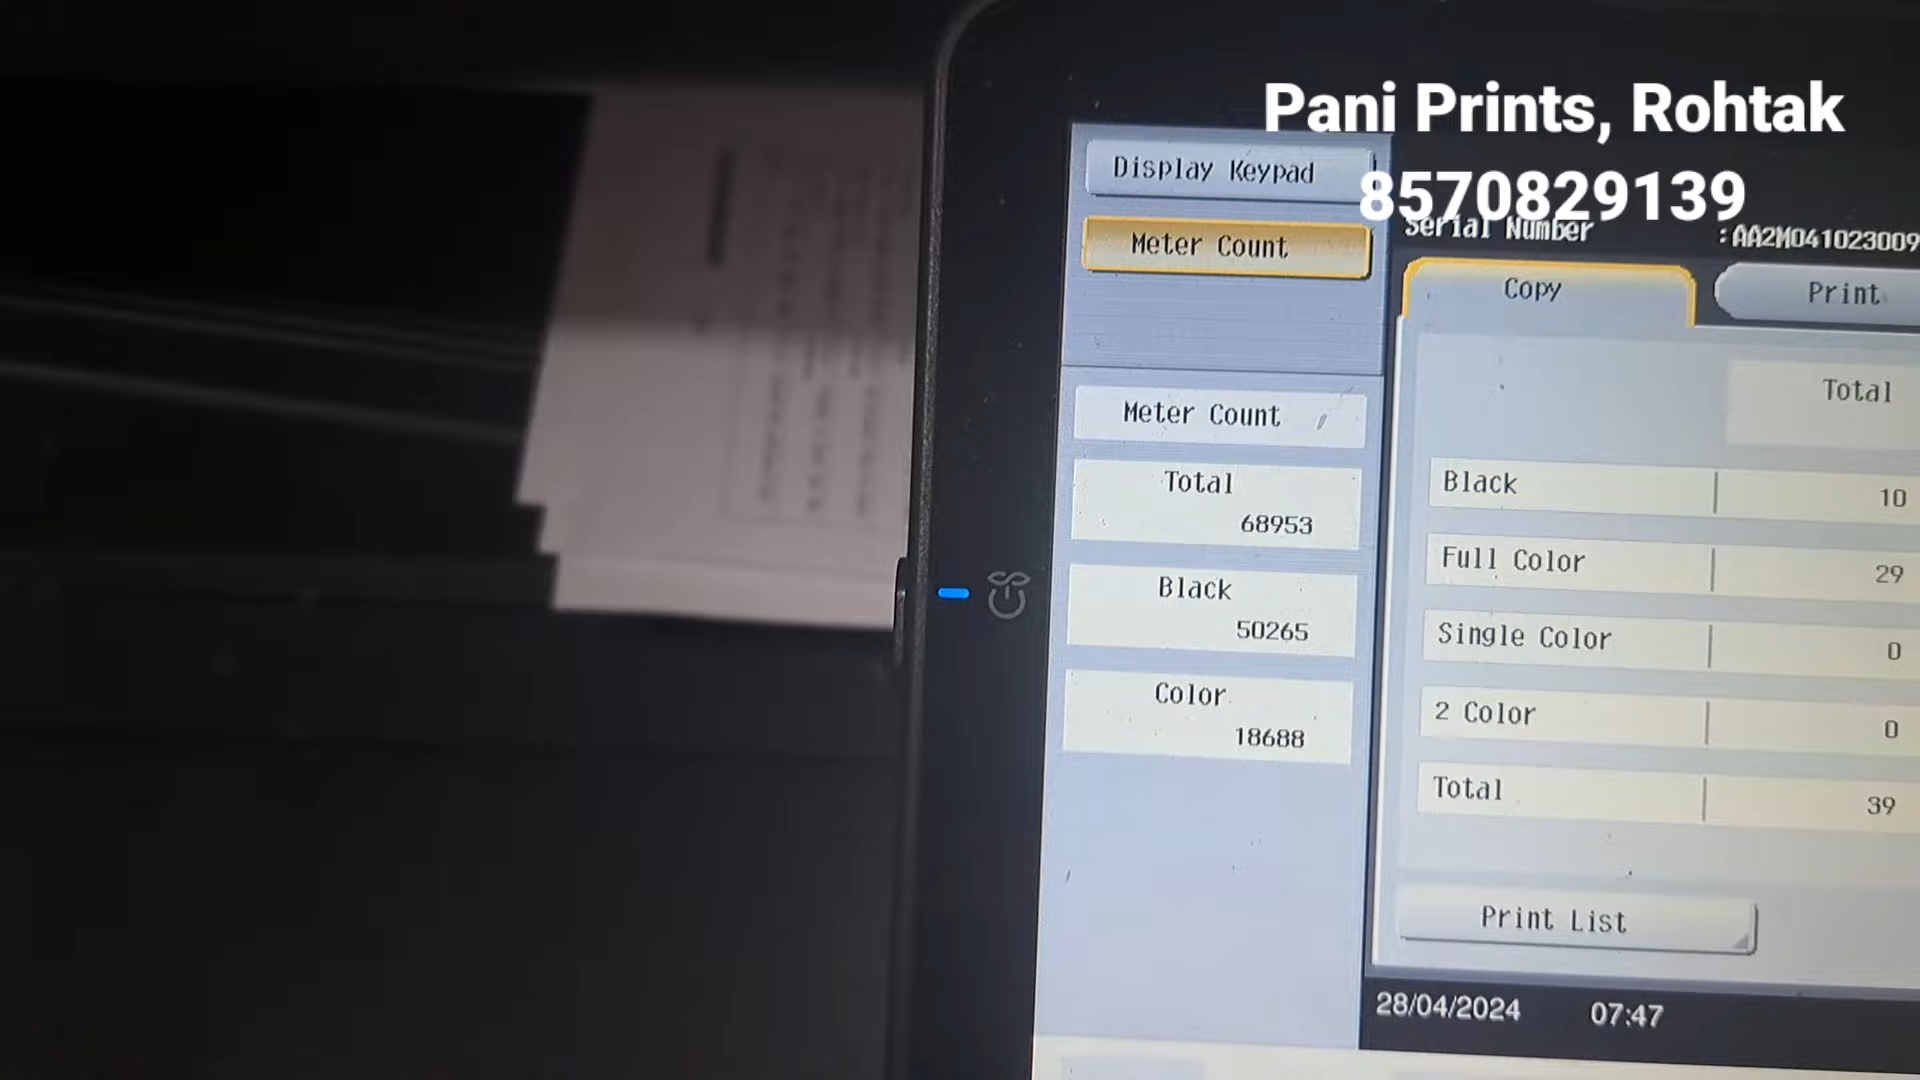 Pani Prints, Rohtak
8570829139
Display Keypad
Meter Count
Meter Count
Total
68953
Black
50265
Color
18688
Serial Number :AA2M041023009
Copy
Print
Total
Black 10
Full Color 29
Single Color 0
2 Color 0
Total 39
Print List
28/04/2024 07:47